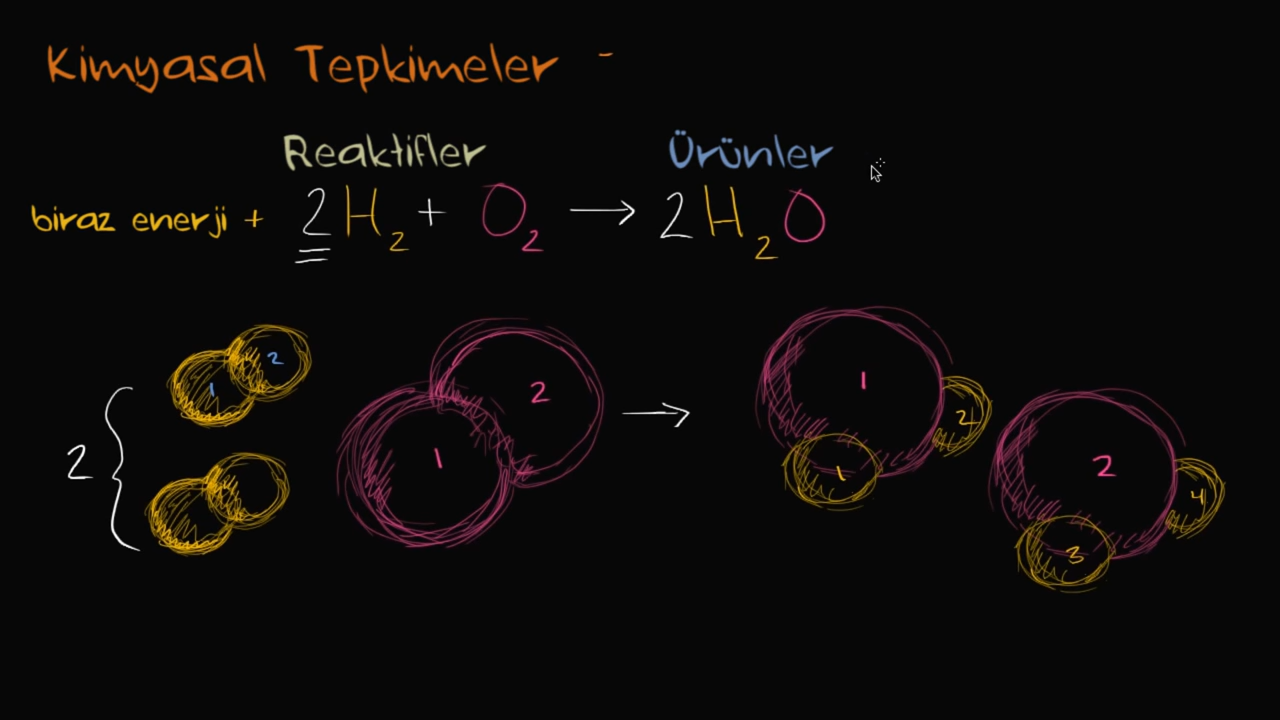 Kimyasal Tepkimeler -
Reaktifler Ürünler
biraz enerji + 2H₂ + O₂ → 2H₂O
1 2
2
1 2
1 2
2 4
1 3